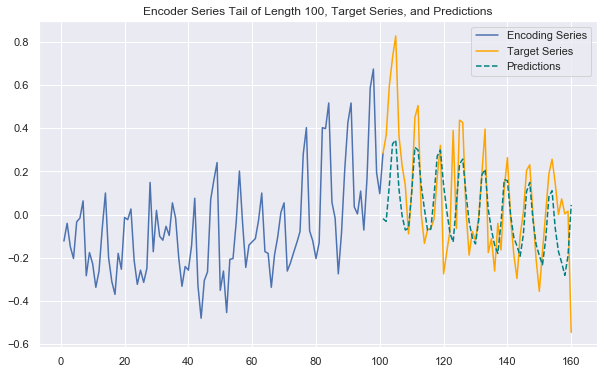 Encoder Series Tail of Length 100, Target Series, and Predictions
Encoding Series
Target Series
Predictions
0.8
0.6
0.4
0.2
0.0
−0.2
−0.4
−0.6
0 20 40 60 80 100 120 140 160